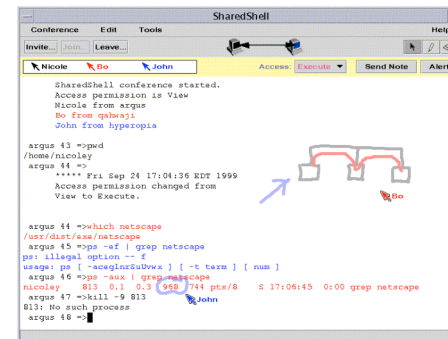 SharedShell
Conference Edit Tools Help
Invite... Join... Leave...
Nicole Bo John Access: Execute Send Note Alert
SharedShell conference started.
Access permission is View
Nicole from argus
Bo from qahwaji
John from hyperopia
argus 43 =>pwd
/home/nicoley
argus 44 =>
***** Fri Sep 24 17:04:36 EDT 1999
Access permission changed from
View to Execute.
Bo
argus 44 =>which netscape
/usr/dist/exe/netscape
argus 45 =>ps -ef | grep netscape
ps: illegal option -- f
usage: ps [ -aceglnrSuUvwx ] [ -t term ] [ num ]
argus 46 =>ps -aux | grep netscape
nicoley 813 0.1 0.3 968 744 pts/8 S 17:06:45 0:00 grep netscape
argus 47 =>kill -9 813
John
813: No such process
argus 48 =>